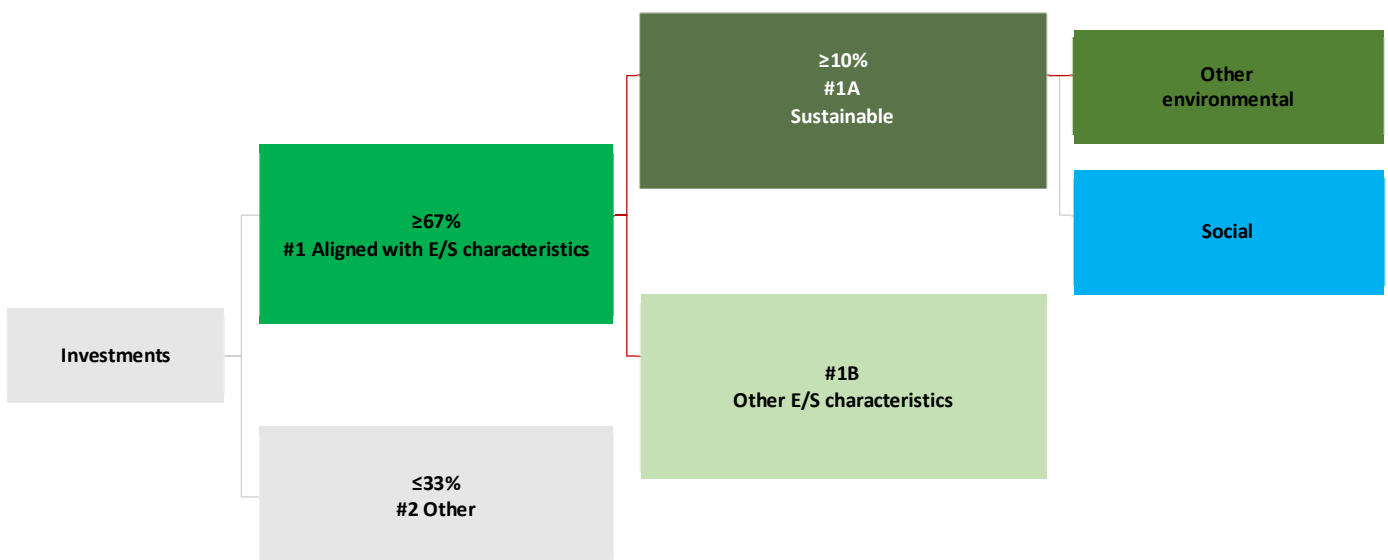 Investments
≥67%
#1 Aligned with E/S characteristics
≤33%
#2 Other
≥10%
#1A
Sustainable
#1B
Other E/S characteristics
Other
environmental
Social